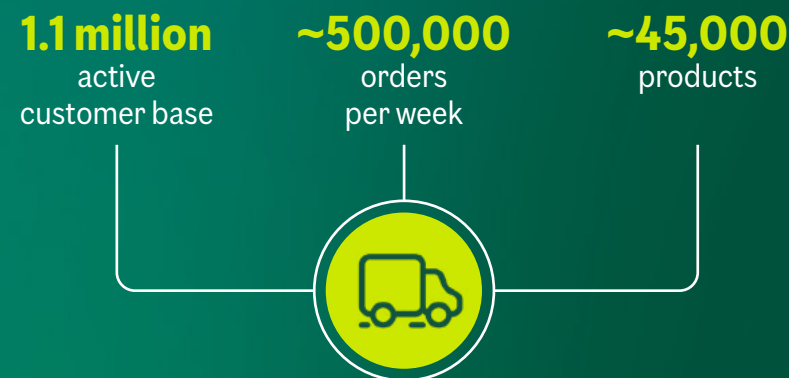 1.1 million
active
customer base
~500,000
orders
per week
~45,000
products